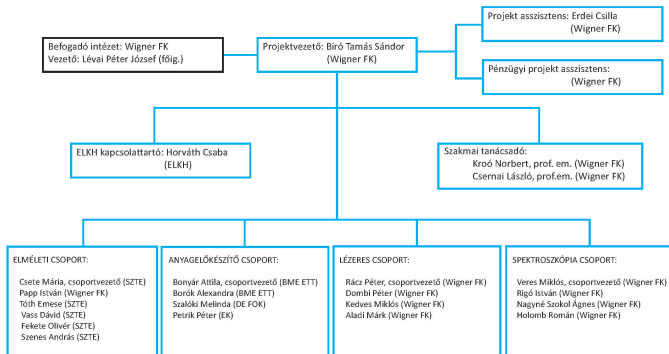 Projekt asszisztens: Erdei Csilla
(Wigner FK)
Befogadó intézet: Wigner FK
Vezető: Lévai Péter József (főig.)
Projektvezető: Biró Tamás Sándor
(Wigner FK)
Pénzügyi projekt asszisztens:
(Wigner FK)
ELKH kapcsolattartó: Horváth Csaba
(ELKH)
Szakmai tanácsadó:
Kroó Norbert, prof. em. (Wigner FK)
Csernai László, prof.em. (Wigner FK)
ELMÉLETI CSOPORT:
Csete Mária, csoportvezető (SZTE)
Papp István (Wigner FK)
Tóth Emese (SZTE)
Vass Dávid (SZTE)
Fekete Olivér (SZTE)
Szenes András (SZTE)
ANYAGELŐKÉSZÍTŐ CSOPORT:
Bonyár Attila, csoportvezető (BME ETT)
Borók Alexandra (BME ETT)
Szalóki Melinda (DE FOK)
Petrik Péter (EK)
LÉZERES CSOPORT:
Rácz Péter, csoportvezető (Wigner FK)
Dombi Péter (Wigner FK)
Kedves Miklós (Wigner FK)
Aladi Márk (Wigner FK)
SPEKTROSZKÓPIA CSOPORT:
Veres Miklós, csoportvezető (Wigner FK)
Rigó István (Wigner FK)
Nagyné Szokol Ágnes (Wigner FK)
Holomb Román (Wigner FK)